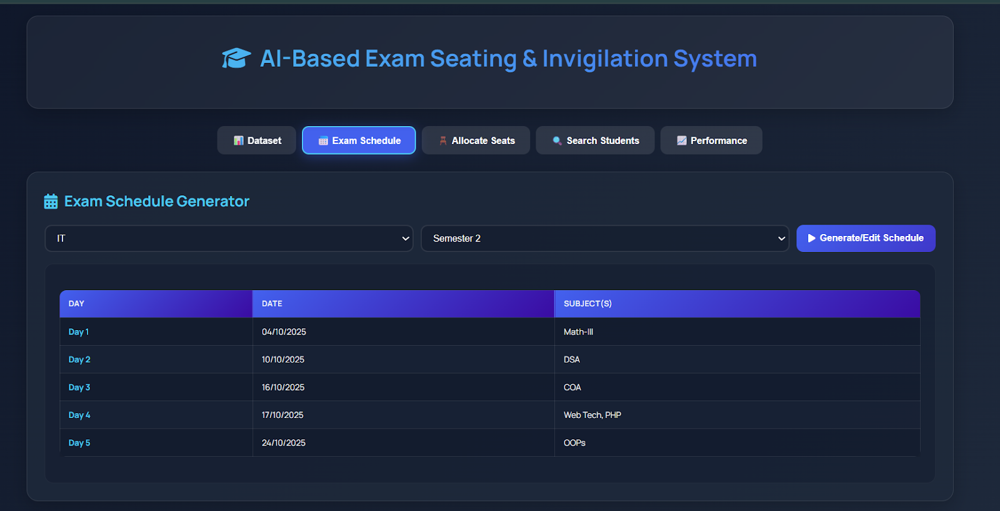 AI-Based Exam Seating & Invigilation System
Dataset
Exam Schedule
Allocate Seats
Search Students
Performance
Exam Schedule Generator
IT
Semester 2
Generate/Edit Schedule
DAY DATE SUBJECT(S)
Day 1 04/10/2025 Math-III
Day 2 10/10/2025 DSA
Day 3 16/10/2025 COA
Day 4 17/10/2025 Web Tech, PHP
Day 5 24/10/2025 OOPs